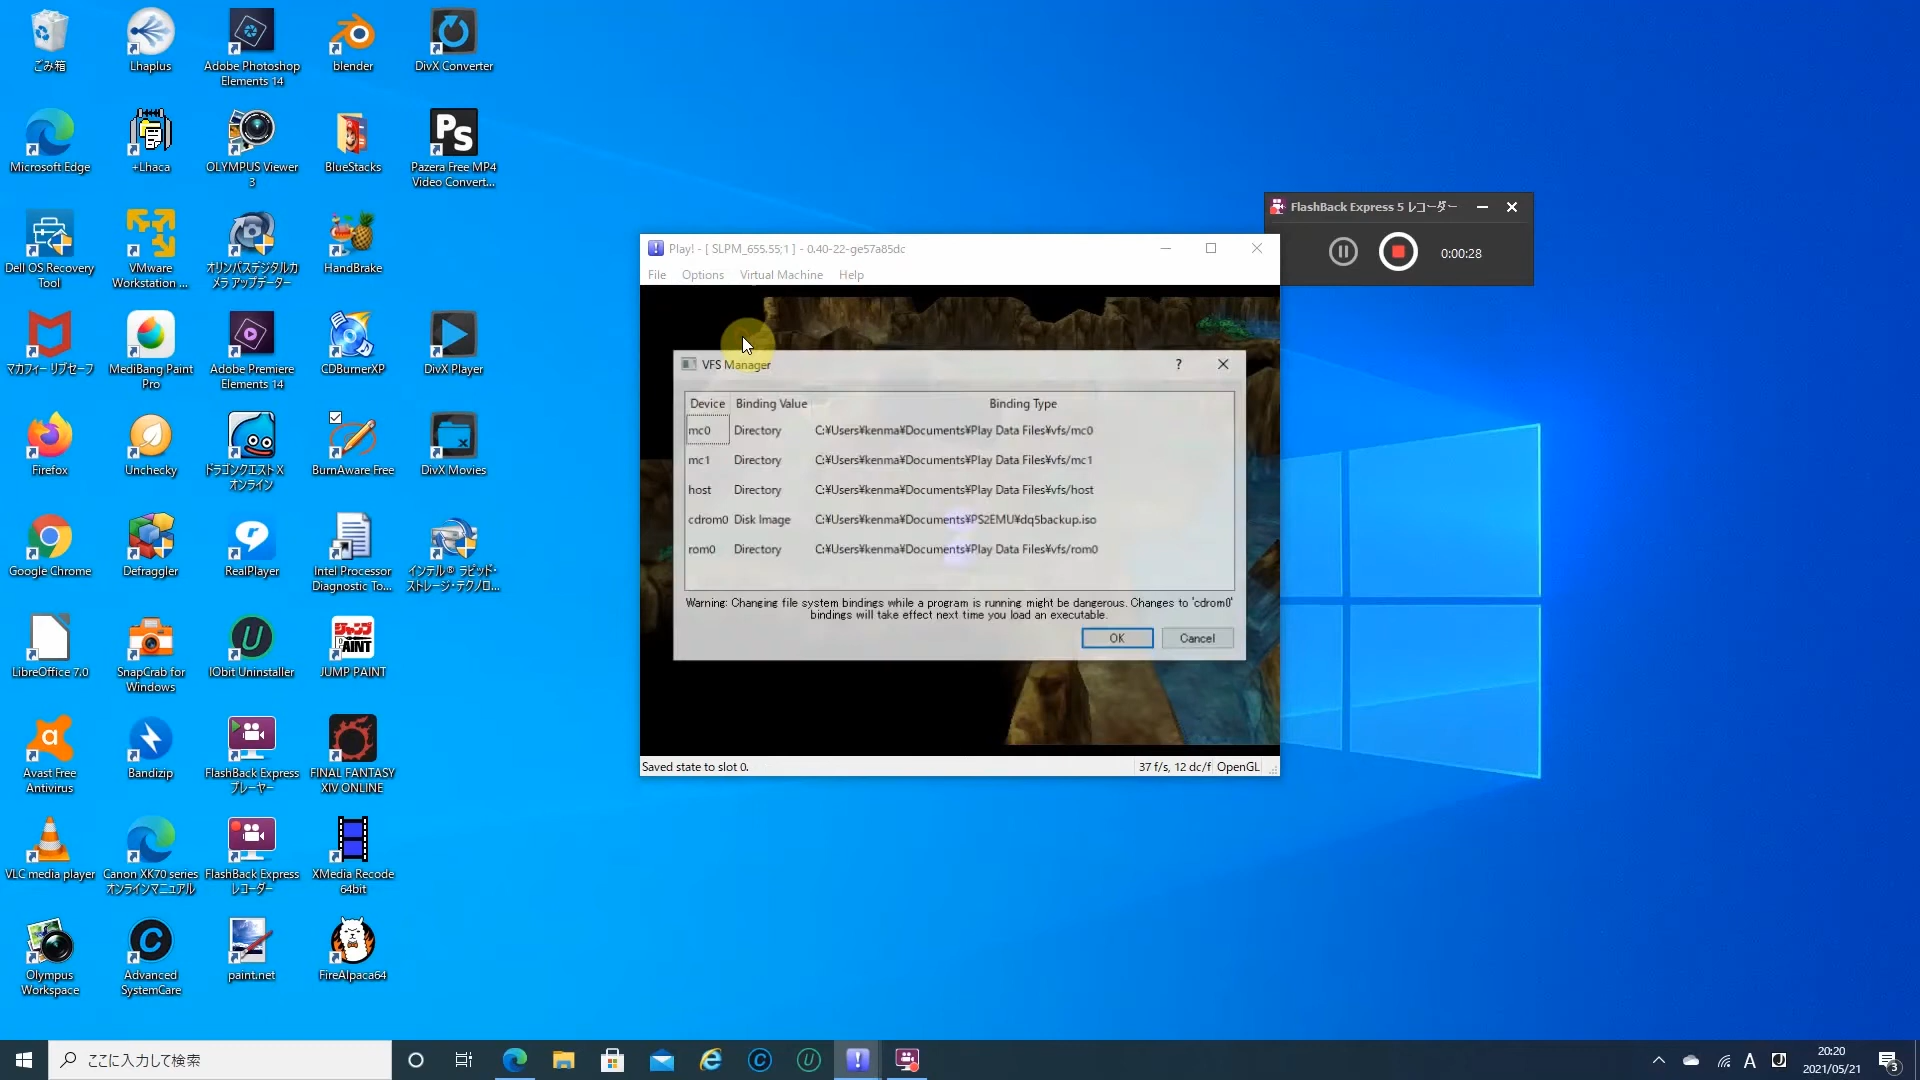 ごみ箱
Lhaplus
Adobe Photoshop
Elements 14
blender
DivX Converter
Microsoft Edge
+Lhaca
OLYMPUS Viewer
3
BlueStacks
Ps
Pazera Free MP4
Video Convert...
Dell OS Recovery
Tool
VMware
Workstation ...
オリンパスデジタルカ
メラ アップデーター
HandBrake
マカフィー リブセーフ
MediBang Paint
Pro
Adobe Premiere
Elements 14
CDBurnerXP
DivX Player
Firefox
Unchecky
ドラゴンクエスト X
オンライン
BurnAware Free
DivX Movies
Google Chrome
Defraggler
RealPlayer
Intel Processor
Diagnostic To...
インテル® ラピッド・
ストレージ・テクノロ...
LibreOffice 7.0
SnapCrab for
Windows
IObit Uninstaller
ジャンプ
PAINT
JUMP PAINT
Avast Free
Antivirus
Bandizip
FlashBack Express
プレーヤー
FINAL FANTASY
XIV ONLINE
VLC media player
Canon XK70 series
オンラインマニュアル
FlashBack Express
レコーダー
XMedia Recode
64bit
Olympus
Workspace
Advanced
SystemCare
paint.net
FireAlpaca64
FlashBack Express 5 レコーダー
0:00:28
Play! - [ SLPM_655.55;1 ] - 0.40-22-ge57a85dc
File Options Virtual Machine Help
VFS Manager
Device Binding Value Binding Type
mc0 Directory C:¥Users¥kenma¥Documents¥Play Data Files¥vfs/mc0
mc1 Directory C:¥Users¥kenma¥Documents¥Play Data Files¥vfs/mc1
host Directory C:¥Users¥kenma¥Documents¥Play Data Files¥vfs/host
cdrom0 Disk Image C:¥Users¥kenma¥Documents¥PS2EMU¥dq5backup.iso
rom0 Directory C:¥Users¥kenma¥Documents¥Play Data Files¥vfs/rom0
Warning: Changing file system bindings while a program is running might be dangerous. Changes to 'cdrom0'
bindings will take effect next time you load an executable.
OK Cancel
Saved state to slot 0.
37 f/s, 12 dc/f OpenGL
ここに入力して検索
A
20:20
2021/05/21
3